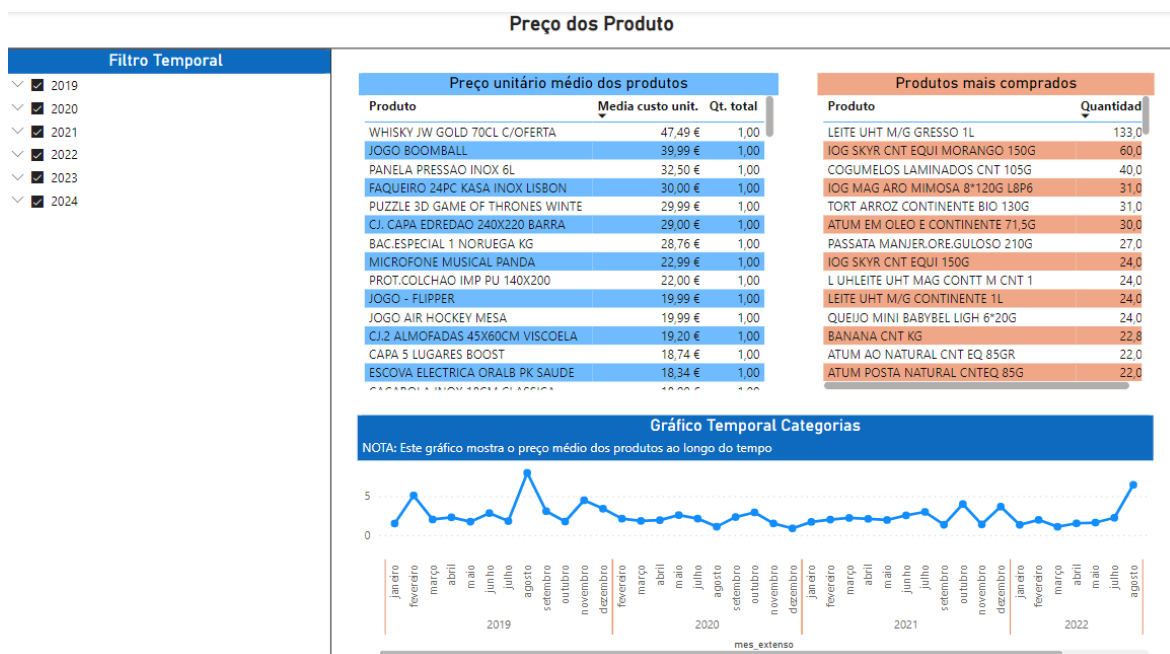 Preço dos Produto
Filtro Temporal
2019
2020
2021
2022
2023
2024
Preço unitário médio dos produtos
Produto Media custo unit. Qt. total
WHISKY JW GOLD 70CL C/OFERTA 47,49 € 1,00
JOGO BOOMBALL 39,99 € 1,00
PANELA PRESSAO INOX 6L 32,50 € 1,00
FAQUEIRO 24PC KASA INOX LISBON 30,00 € 1,00
PUZZLE 3D GAME OF THRONES WINTE 29,99 € 1,00
CJ. CAPA EDREDAO 240X220 BARRA 29,00 € 1,00
BAC.ESPECIAL 1 NORUEGA KG 28,76 € 1,00
MICROFONE MUSICAL PANDA 22,99 € 1,00
PROT.COLCHAO IMP PU 140X200 22,00 € 1,00
JOGO - FLIPPER 19,99 € 1,00
JOGO AIR HOCKEY MESA 19,99 € 1,00
CJ.2 ALMOFADAS 45X60CM VISCOELA 19,20 € 1,00
CAPA 5 LUGARES BOOST 18,74 € 1,00
ESCOVA ELECTRICA ORALB PK SAUDE 18,34 € 1,00
Produtos mais comprados
Produto Quantidad
LEITE UHT M/G GRESSO 1L 133,0
IOG SKYR CNT EQUI MORANGO 150G 60,0
COGUMELOS LAMINADOS CNT 105G 40,0
IOG MAG ARO MIMOSA 8*120G L8P6 31,0
TORT ARROZ CONTINENTE BIO 130G 31,0
ATUM EM OLEO E CONTINENTE 71,5G 30,0
PASSATA MANJER.ORE.GULOSO 210G 27,0
IOG SKYR CNT EQUI 150G 24,0
L UHLEITE UHT MAG CONTT M CNT 1 24,0
LEITE UHT M/G CONTINENTE 1L 24,0
QUEIJO MINI BABYBEL LIGH 6*20G 24,0
BANANA CNT KG 22,8
ATUM AO NATURAL CNT EQ 85GR 22,0
ATUM POSTA NATURAL CNTEQ 85G 22,0
Gráfico Temporal Categorias
NOTA: Este gráfico mostra o preço médio dos produtos ao longo do tempo
5
0
janeiro fevereiro março abril maio junho julho agosto setembro outubro novembro dezembro fevereiro março abril maio julho agosto setembro outubro novembro dezembro janeiro fevereiro março abril maio junho julho setembro outubro novembro dezembro janeiro fevereiro março abril maio julho agosto
2019 2020 2021 2022
mes_extenso